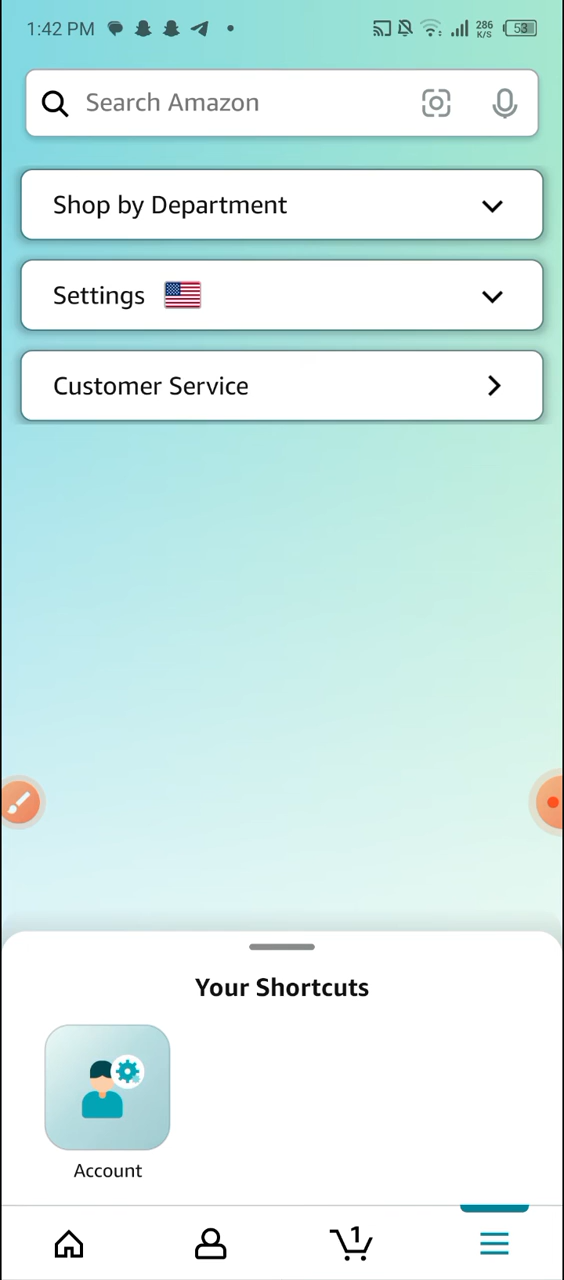 1:42 PM
286
K/S
53
Search Amazon
Shop by Department
Settings
Customer Service
Your Shortcuts
Account
1